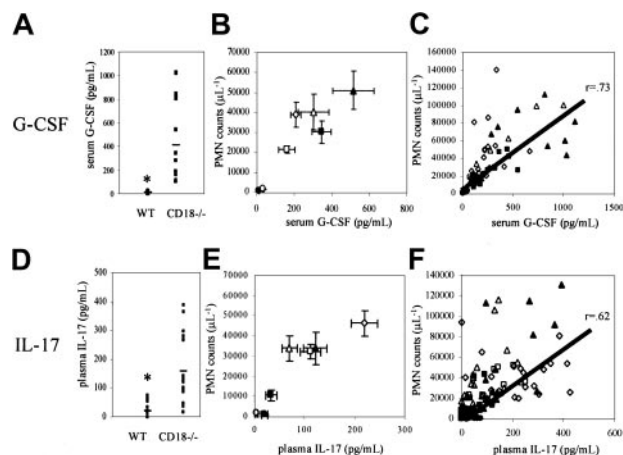 A
B
C
G-CSF
serum G-CSF (pg/mL)
1200
1000
800
600
400
200
0
*
WT CD18-/-
PMN counts (µL⁻¹)
70000
60000
50000
40000
30000
20000
10000
0
0 200 400 600 800
serum G-CSF (pg/mL)
PMN counts (µL⁻¹)
160000
140000
120000
100000
80000
60000
40000
20000
0
r=.73
0 500 1000 1500
serum G-CSF (pg/mL)
D
E
F
IL-17
plasma IL-17 (pg/mL)
500
400
300
200
100
0
*
WT CD18-/-
PMN counts (µL⁻¹)
70000
60000
50000
40000
30000
20000
10000
0
0 100 200 300
plasma IL-17 (pg/mL)
PMN counts (µL⁻¹)
140000
120000
100000
80000
60000
40000
20000
0
r=.62
0 200 400 600
plasma IL-17 (pg/mL)